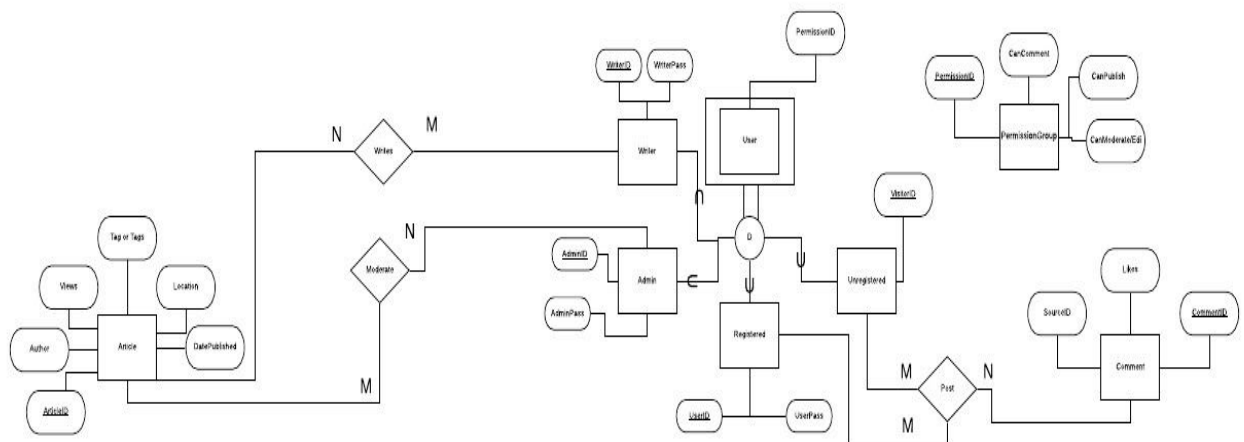 PermissionID
CanComment
WriterID
WriterPass
PermissionID
CanPublish
N
M
Writes
Writer
User
PermissionGroup
CanModerate/Edi
VisiterID
Tag or Tags
N
Moderate
AdminID
Admin
D
Unregistered
Views
Location
Likes
AdminPass
SourceID
CommentID
Author
Article
DatePublished
Registered
Comment
M
M
Post
N
ArticleID
UserID
UserPass
M